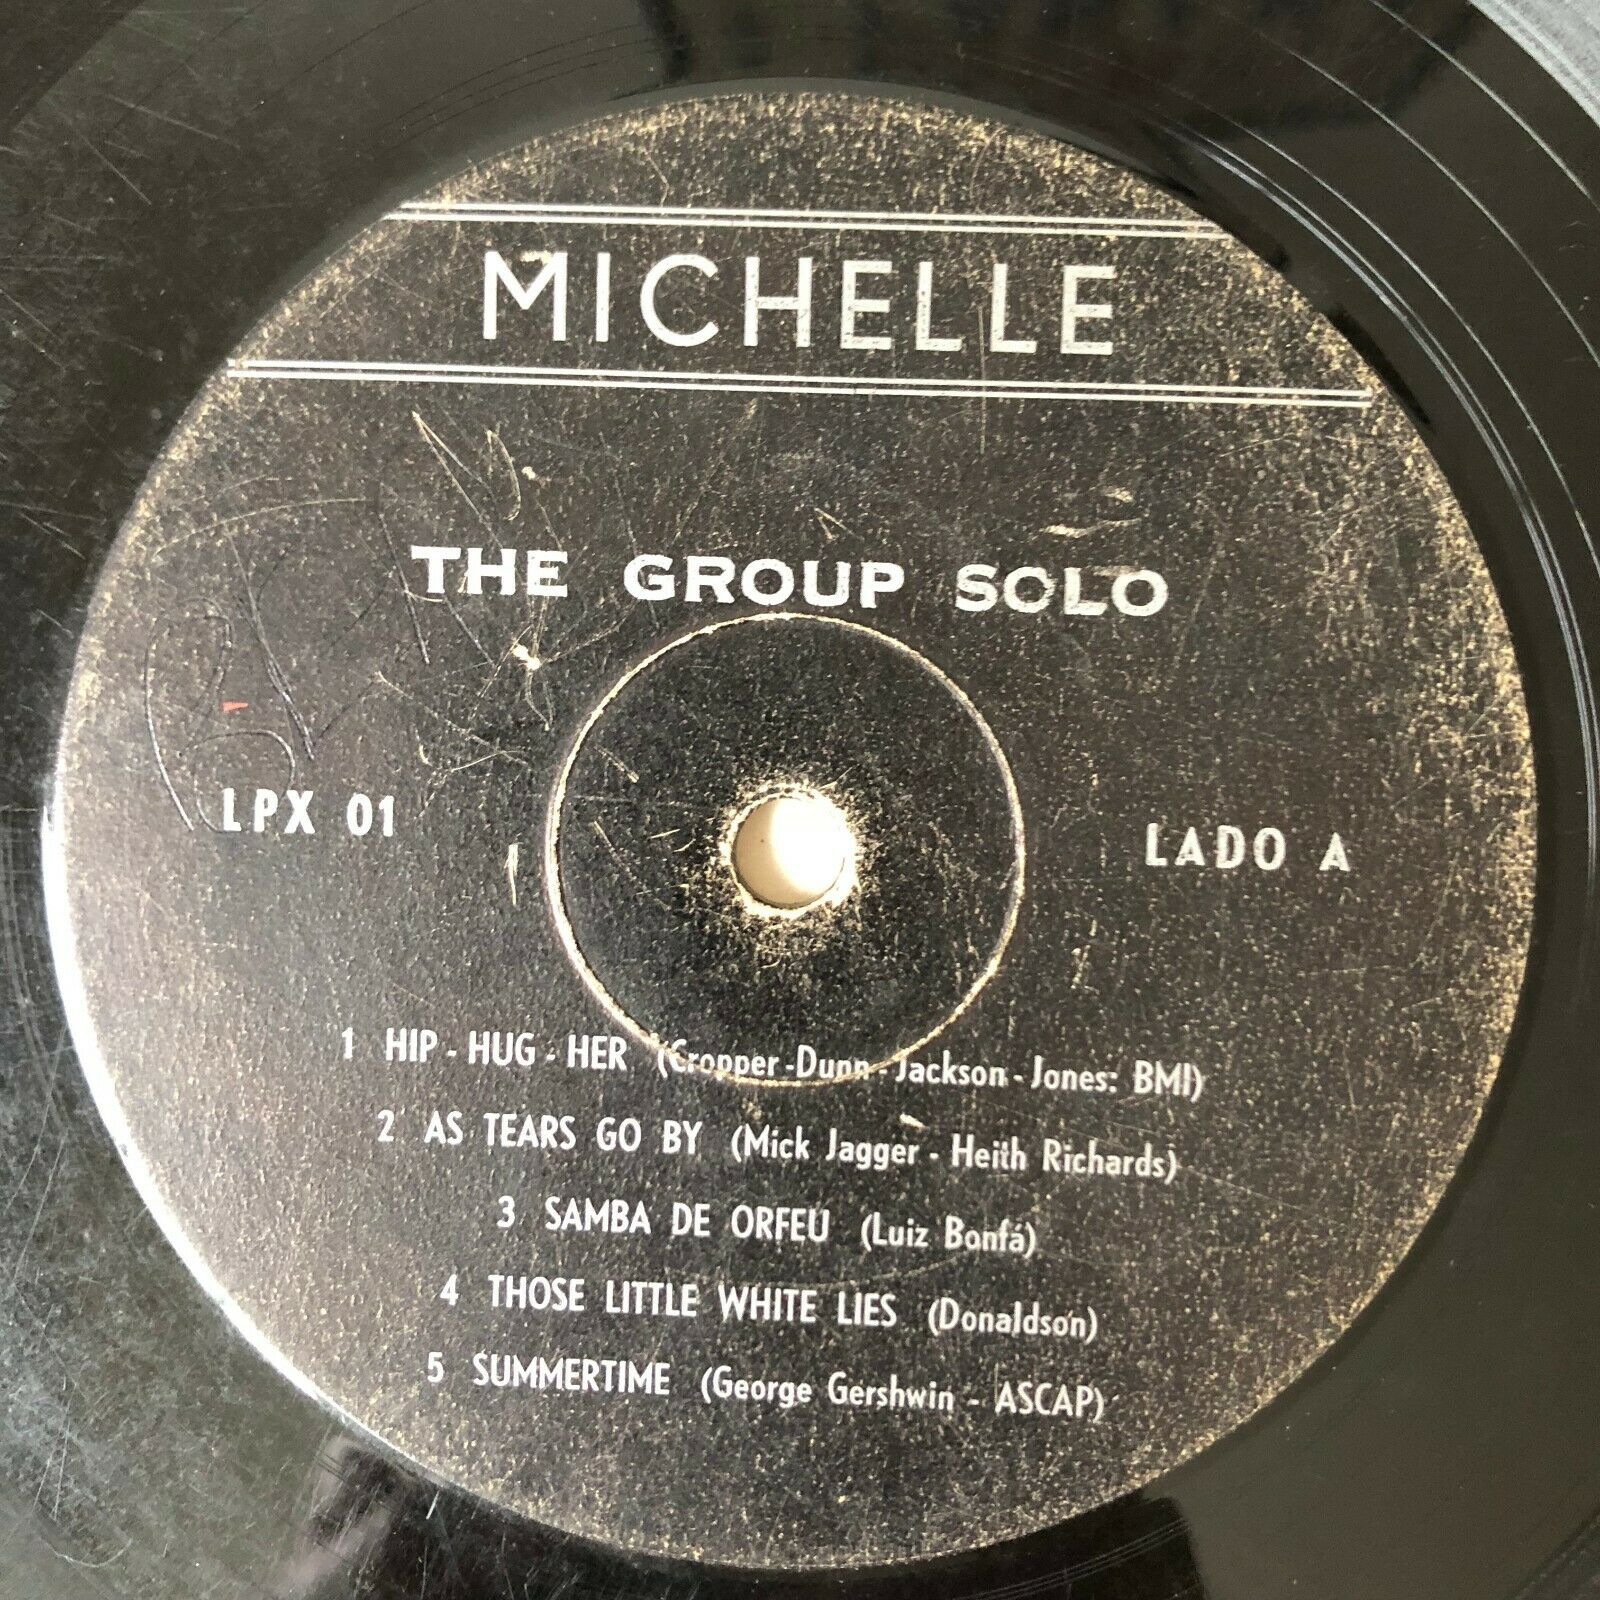 MICHELLE
THE GROUP SOLO
LPX 01
LADO A
1 HIP - HUG - HER (Cropper - Dunn - Jackson - Jones: BMI)
2 AS TEARS GO BY (Mick Jagger - Heith Richards)
3 SAMBA DE ORFEU (Luiz Bonfá)
4 THOSE LITTLE WHITE LIES (Donaldson)
5 SUMMERTIME (George Gershwin - ASCAP)